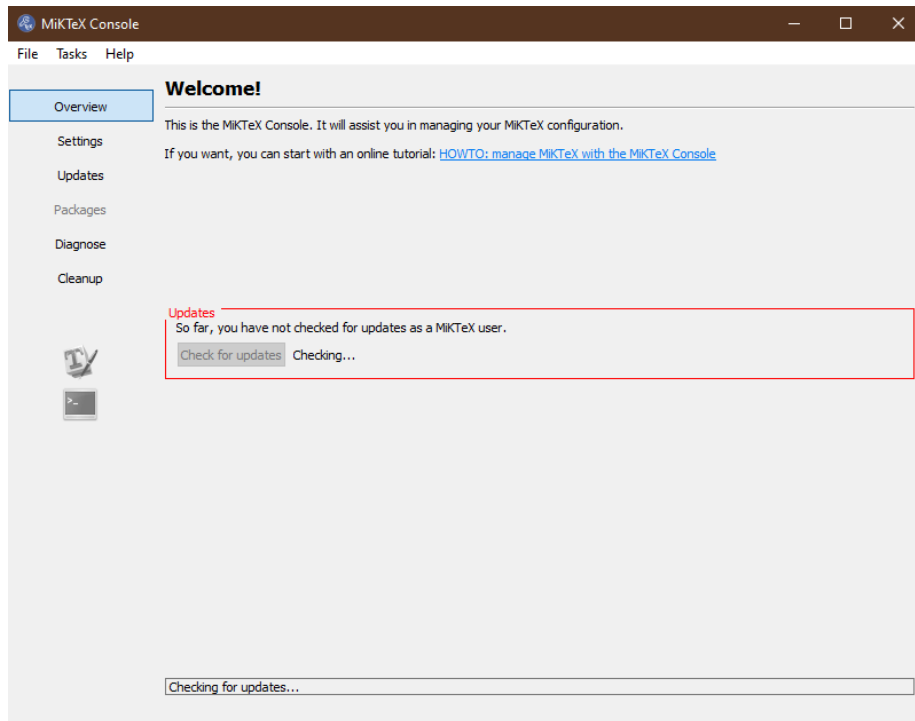 MiKTeX Console
File Tasks Help
Overview
Settings
Updates
Packages
Diagnose
Cleanup
Welcome!
This is the MiKTeX Console. It will assist you in managing your MiKTeX configuration.
If you want, you can start with an online tutorial: HOWTO: manage MiKTeX with the MiKTeX Console
Updates
So far, you have not checked for updates as a MiKTeX user.
Check for updates Checking...
Checking for updates...